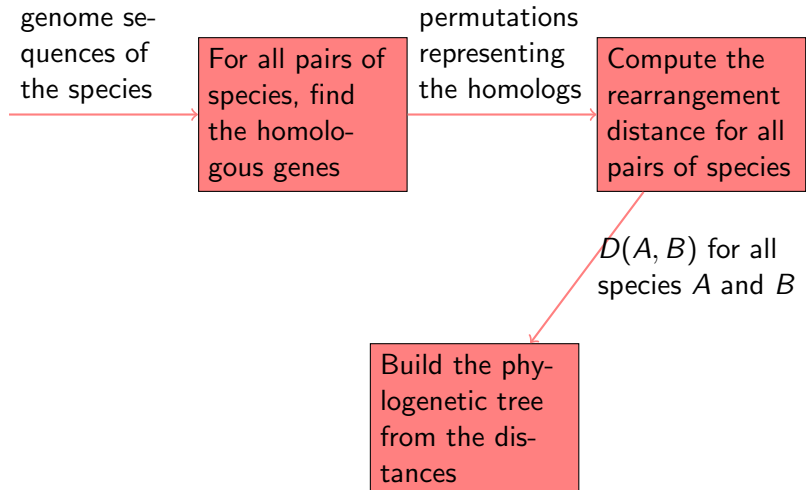 genome se-
quences of
the species
For all pairs of
species, find
the homolo-
gous genes
permutations
representing
the homologs
Compute the
rearrangement
distance for all
pairs of species
D(A, B) for all
species A and B
Build the phy-
logenetic tree
from the dis-
tances